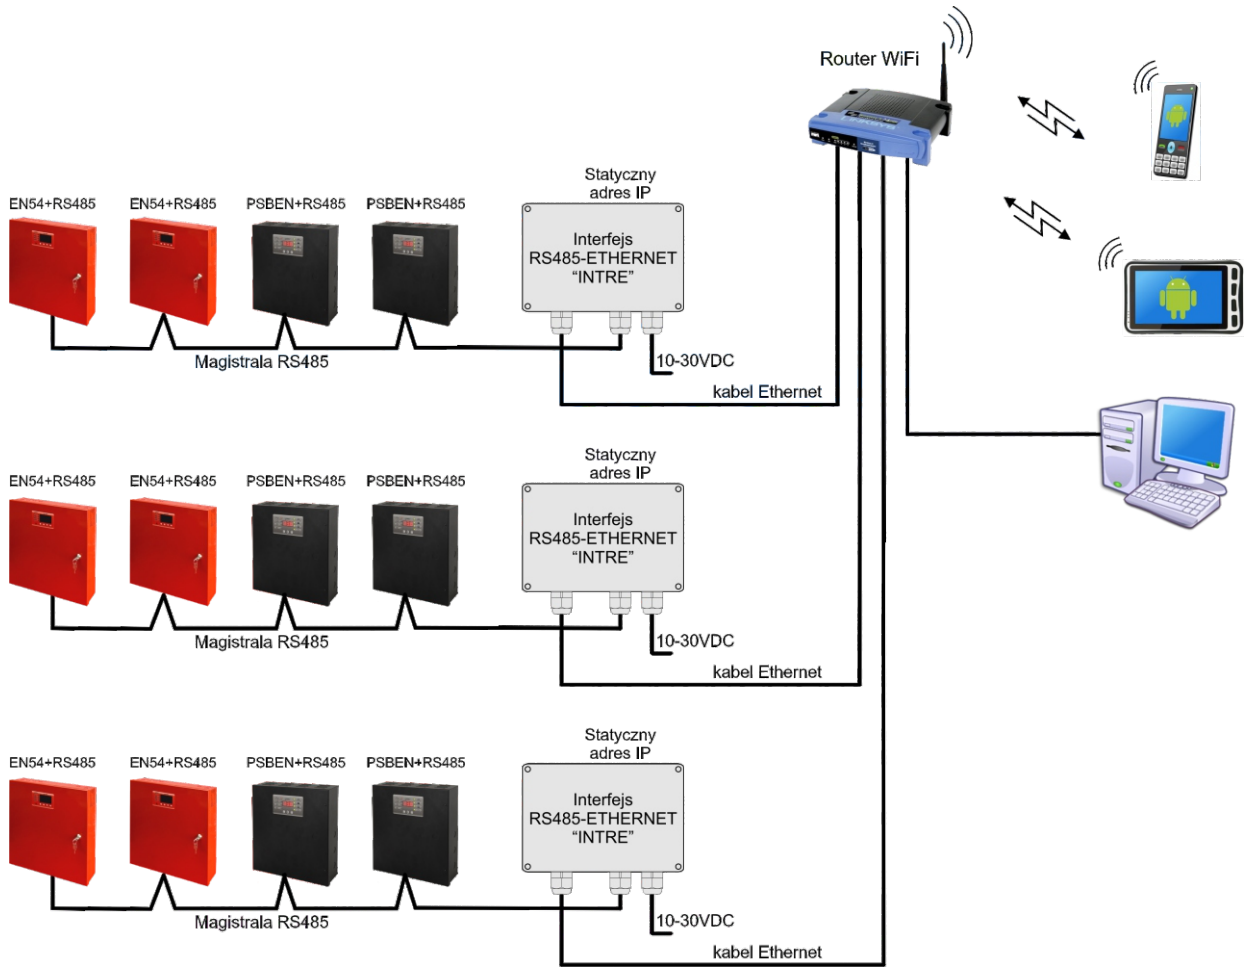 Router WiFi
Statyczny
adres IP
EN54+RS485 EN54+RS485 PSBEN+RS485 PSBEN+RS485
Interfejs
RS485-ETHERNET
“INTRE”
10-30VDC
Magistrala RS485
kabel Ethernet
Statyczny
adres IP
EN54+RS485 EN54+RS485 PSBEN+RS485 PSBEN+RS485
Interfejs
RS485-ETHERNET
“INTRE”
10-30VDC
Magistrala RS485
kabel Ethernet
Statyczny
adres IP
EN54+RS485 EN54+RS485 PSBEN+RS485 PSBEN+RS485
Interfejs
RS485-ETHERNET
“INTRE”
10-30VDC
Magistrala RS485
kabel Ethernet